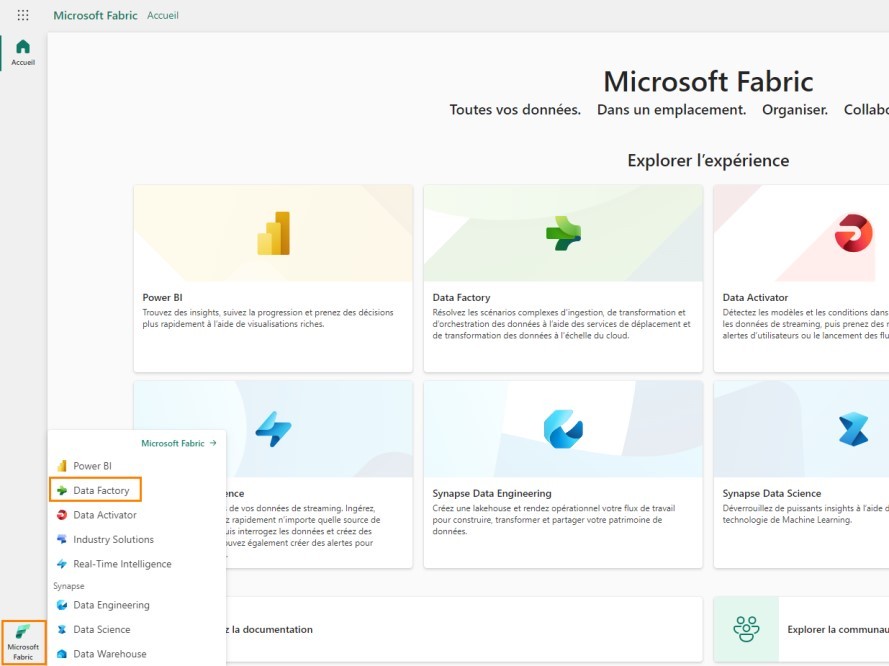 Microsoft Fabric Accueil
Accueil
Microsoft Fabric
Toutes vos données. Dans un emplacement. Organiser.
Explorer l'expérience
Power BI
Trouvez des insights, suivez la progression et prenez des décisions
plus rapidement à l'aide de visualisations riches.
Data Factory
Résolvez les scénarios complexes d'ingestion, de transformation et
d'orchestration des données à l'aide des services de déplacement et
de transformation des données à l'échelle du cloud.
Data Activator
Détectez les modèles et les conditions dans
les données de streaming, puis prenez des
alertes d'utilisateurs ou le lancement des
de vos données de streaming. Ingérez,
rapidement n'importe quelle source de
interrogez les données et créez des
également créer des alertes pour
Synapse Data Engineering
Créez une lakehouse et rendez opérationnel votre flux de travail
pour construire, transformer et partager votre patrimoine de
données.
Synapse Data Science
Déverrouillez de puissants insights à l'aide
technologie de Machine Learning.
Microsoft Fabric →
Power BI
Data Factory
Data Activator
Industry Solutions
Real-Time Intelligence
Synapse
Data Engineering
Data Science
Data Warehouse
Microsoft
Fabric
la documentation
Explorer la